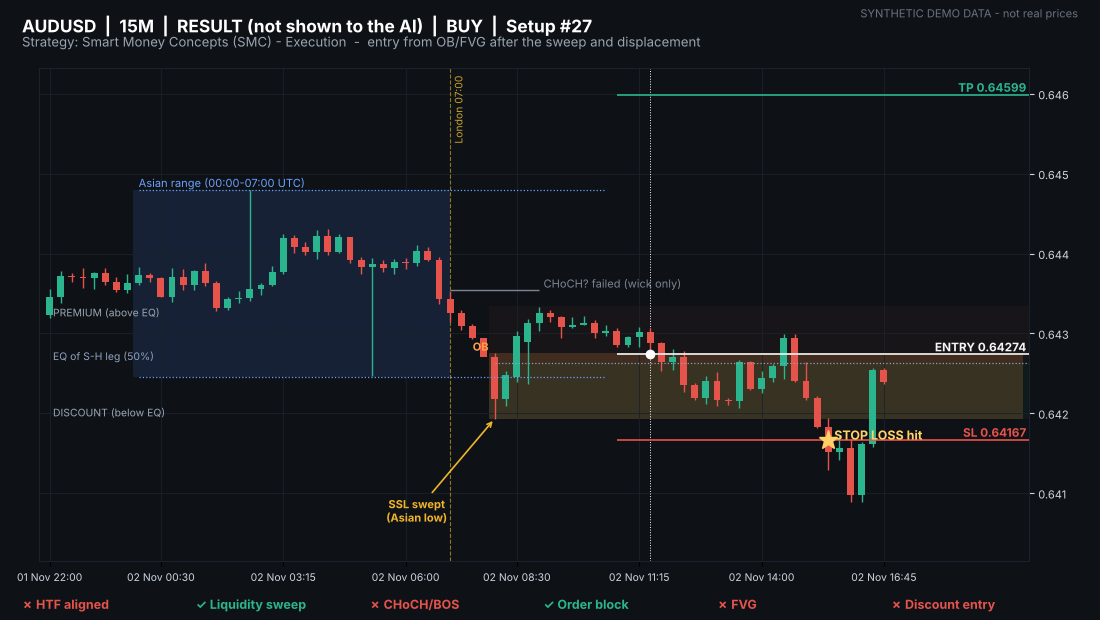 SYNTHETIC DEMO DATA - not real prices
AUDUSD | 15M | RESULT (not shown to the AI) | BUY | Setup #27
Strategy: Smart Money Concepts (SMC) - Execution - entry from OB/FVG after the sweep and displacement
London 07:00
TP 0.64599
0.646
0.645
Asian range (00:00-07:00 UTC)
0.644
CHoCH? failed (wick only)
PREMIUM (above EQ)
0.643
OB
ENTRY 0.64274
EQ of S-H leg (50%)
DISCOUNT (below EQ)
0.642
STOP LOSS hit
SL 0.64167
SSL swept
(Asian low)
0.641
01 Nov 22:00
02 Nov 00:30
02 Nov 03:15
02 Nov 06:00
02 Nov 08:30
02 Nov 11:15
02 Nov 14:00
02 Nov 16:45
× HTF aligned
✓ Liquidity sweep
× CHoCH/BOS
✓ Order block
× FVG
× Discount entry